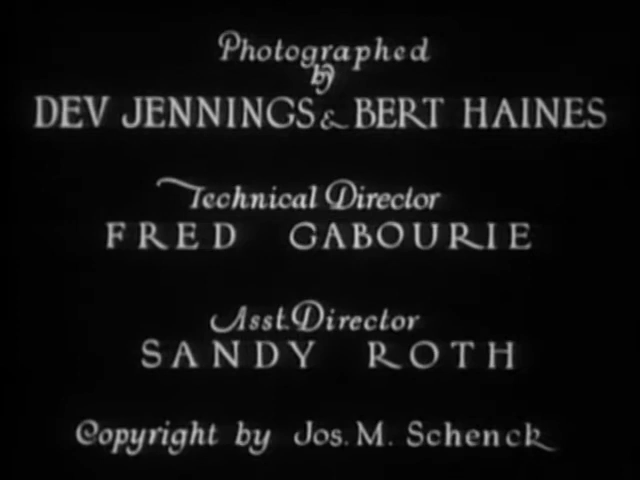 Photographed
by
DEV JENNINGS & BERT HAINES
Technical Director
FRED GABOURIE
Asst. Director
SANDY ROTH
Copyright by Jos. M. Schenck